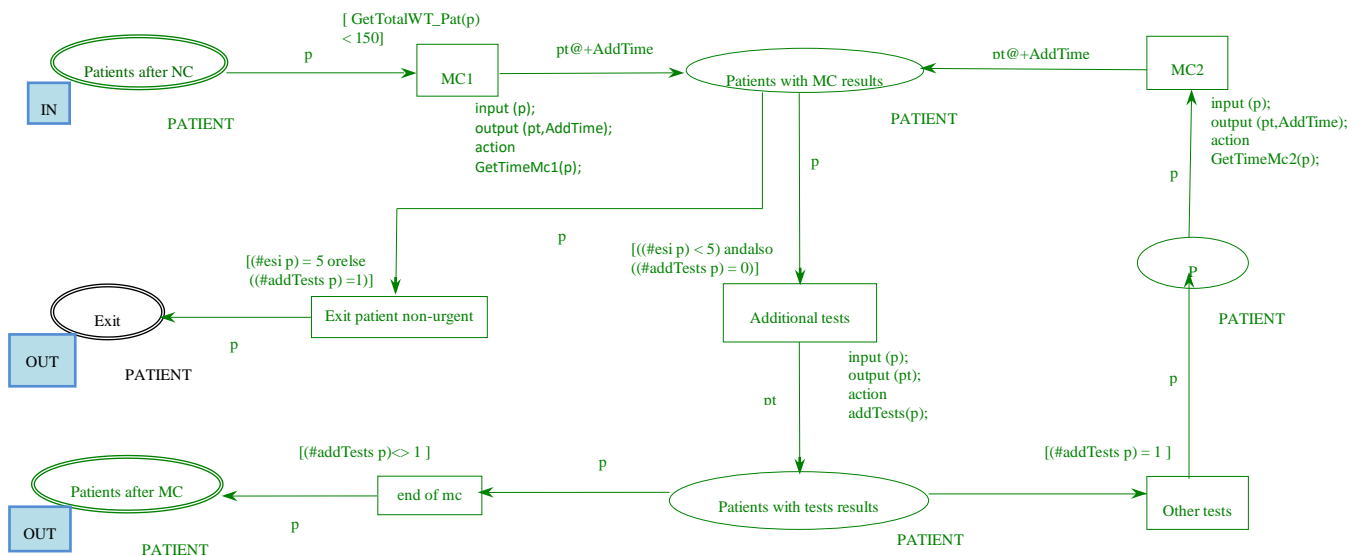 [ GetTotalWT_Pat(p)
< 150]
p
pt@+AddTime
pt@+AddTime
Patients after NC
MC1
Patients with MC results
MC2
IN
PATIENT
input (p);
output (pt,AddTime);
action
GetTimeMc1(p);
PATIENT
input (p);
output (pt,AddTime);
action
GetTimeMc2(p);
p
p
p
[(#esi p) = 5 orelse
((#addTests p) =1)]
[((#esi p) < 5) andalso
((#addTests p) = 0)]
P
Exit
Exit patient non-urgent
Additional tests
PATIENT
OUT
p
PATIENT
input (p);
output (pt);
action
addTests(p);
pt
p
[(#addTests p)<> 1 ]
[(#addTests p) = 1 ]
p
Patients after MC
end of mc
Patients with tests results
Other tests
OUT
p
PATIENT
PATIENT